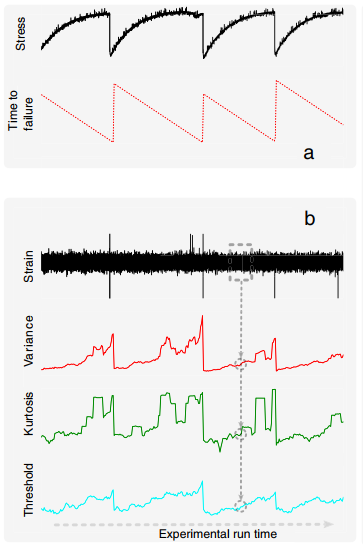 Stress
Time to
failure
a
b
Strain
Variance
Kurtosis
Threshold
Experimental run time